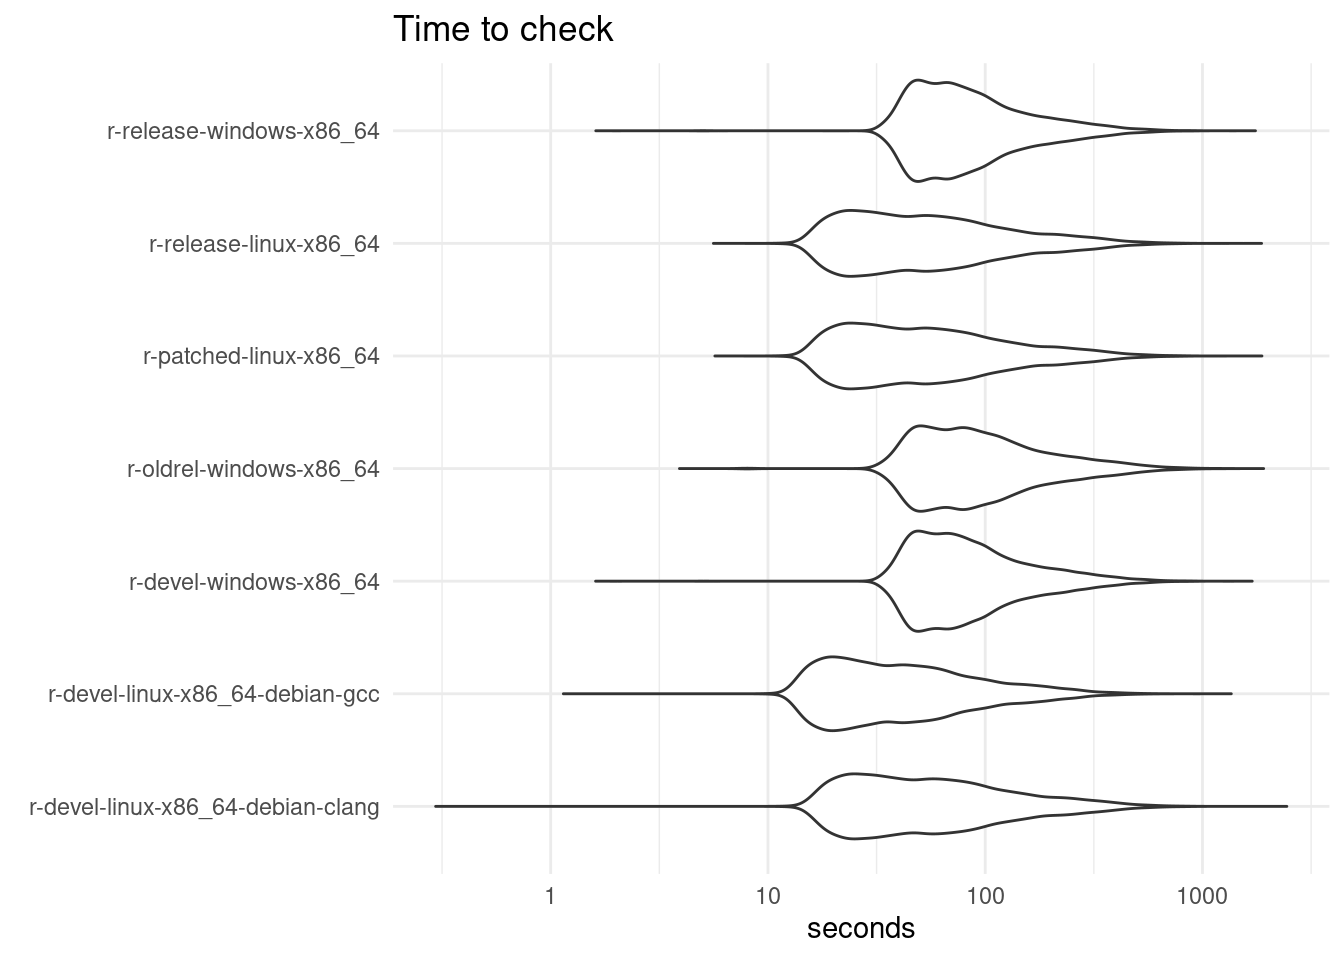 Time to check
r-release-windows-x86_64
r-release-linux-x86_64
r-patched-linux-x86_64
r-oldrel-windows-x86_64
r-devel-windows-x86_64
r-devel-linux-x86_64-debian-gcc
r-devel-linux-x86_64-debian-clang
1 10 100 1000
seconds